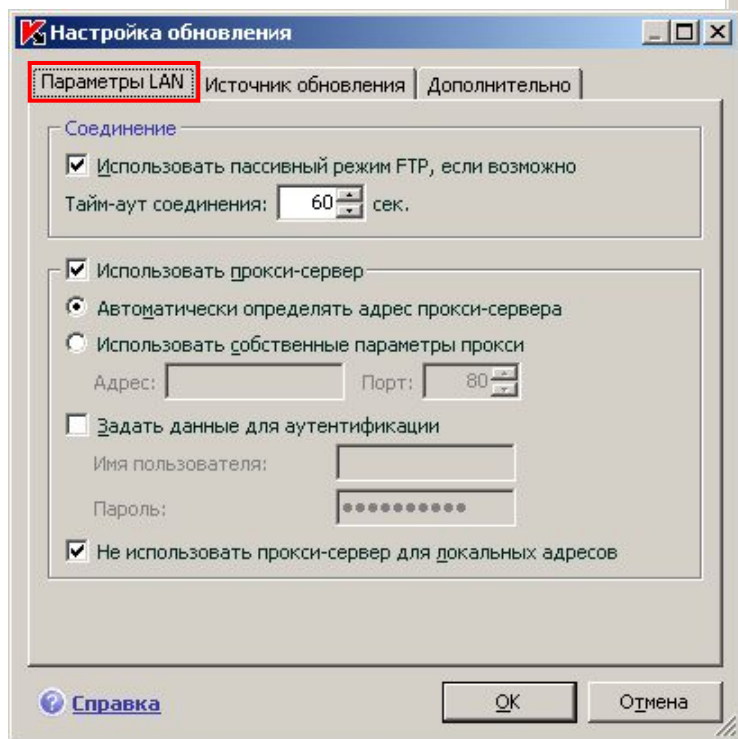 Настройка обновления
Параметры LAN Источник обновления Дополнительно
Соединение
Использовать пассивный режим FTP, если возможно
Тайм-аут соединения: 60 сек.
Использовать прокси-сервер
Автоматически определять адрес прокси-сервера
Использовать собственные параметры прокси
Адрес: Порт: 80
Задать данные для аутентификации
Имя пользователя:
Пароль: ●●●●●●●●●●
Не использовать прокси-сервер для локальных адресов
Справка OK Отмена